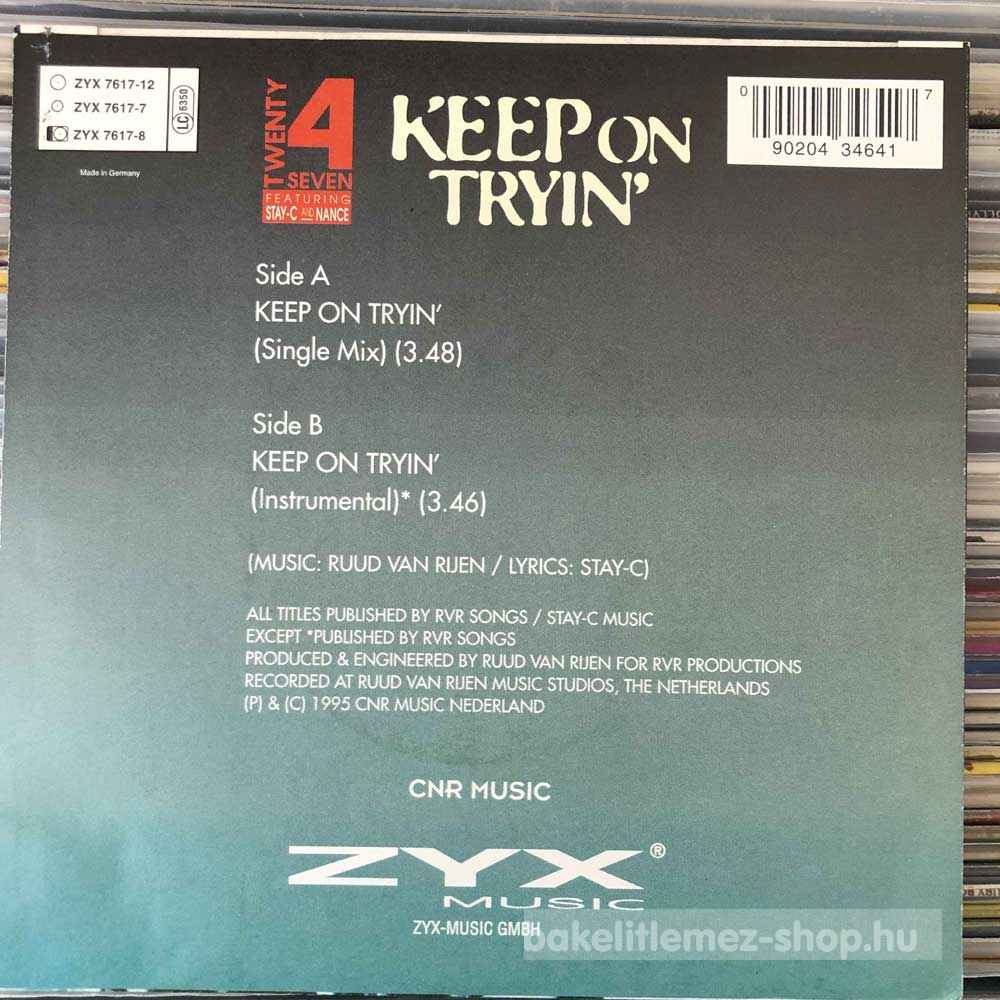 ZYX 7617-12
ZYX 7617-7
ZYX 7617-8
LC 6350
Made in Germany
TWENTY 4 SEVEN
FEATURING
STAY-C AND NANCE
KEEP ON
TRYIN'
0 7
90204 34641
Side A
KEEP ON TRYIN'
(Single Mix) (3.48)
Side B
KEEP ON TRYIN'
(Instrumental)* (3.46)
(MUSIC: RUUD VAN RIJEN / LYRICS: STAY-C)
ALL TITLES PUBLISHED BY RVR SONGS / STAY-C MUSIC
EXCEPT *PUBLISHED BY RVR SONGS
PRODUCED & ENGINEERED BY RUUD VAN RIJEN FOR RVR PRODUCTIONS
RECORDED AT RUUD VAN RIJEN MUSIC STUDIOS, THE NETHERLANDS
(P) & (C) 1995 CNR MUSIC NEDERLAND
CNR MUSIC
ZYX®
MUSIC
ZYX-MUSIC GMBH
bakelitlemez-shop.hu